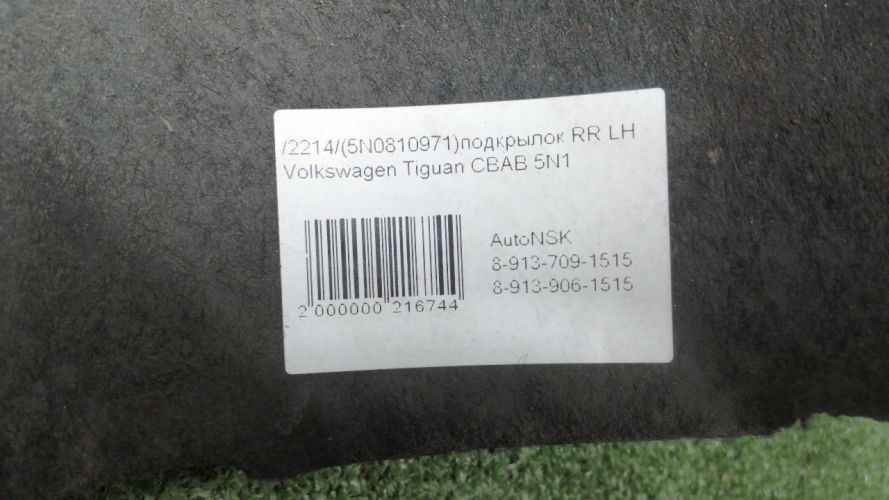 /2214/(5N0810971)подкрылок RR LH
Volkswagen Tiguan CBAB 5N1
AutoNSK
8-913-709-1515
8-913-906-1515
2 000000 216744